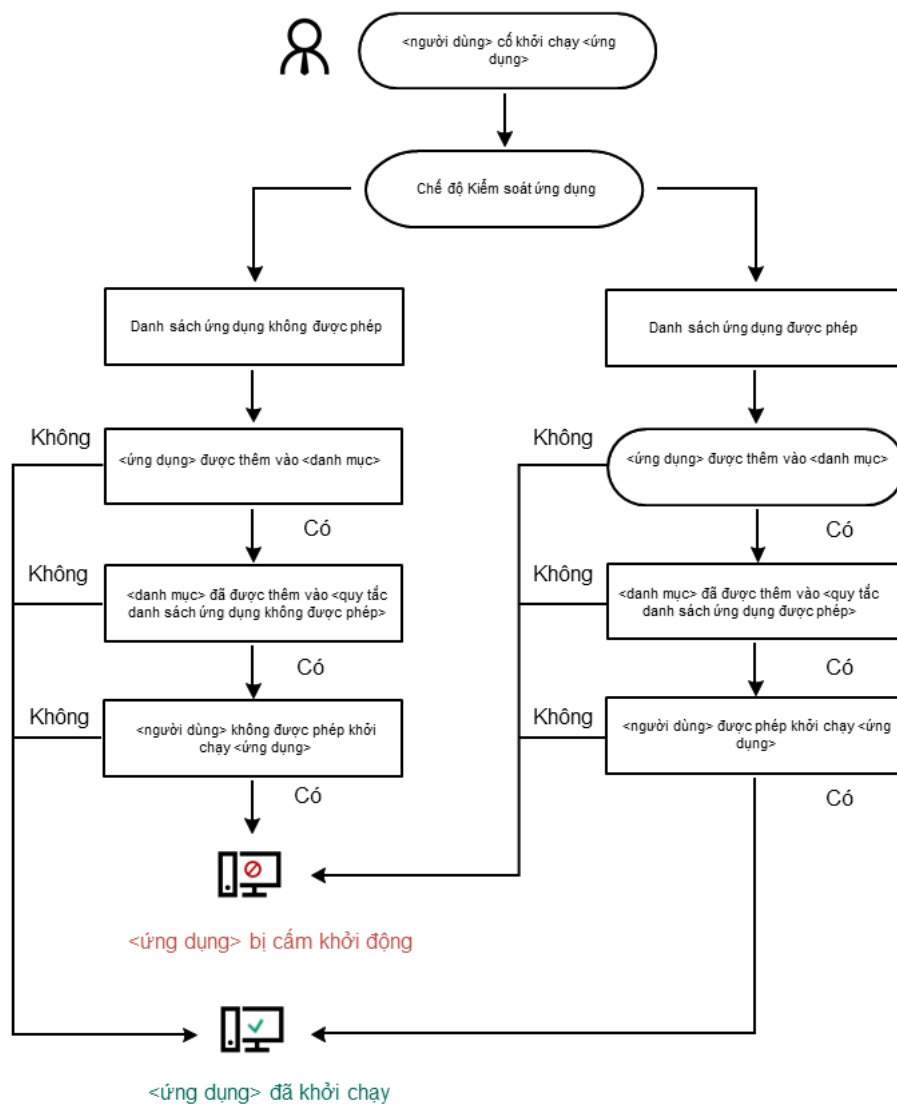 <người dùng> cố khởi chạy <ứng
dụng>
Chế độ Kiểm soát ứng dụng
Danh sách ứng dụng không được phép
Danh sách ứng dụng được phép
Không
<ứng dụng> được thêm vào <danh mục>
Có
Không
<ứng dụng> được thêm vào <danh mục>
Có
Không
<danh mục> đã được thêm vào <quy tắc
danh sách ứng dụng không được phép>
Có
Không
<danh mục> đã được thêm vào <quy tắc
danh sách ứng dụng được phép>
Có
Không
<người dùng> không được phép khởi
chạy <ứng dụng>
Có
Không
<người dùng> được phép khởi chạy <ứng
dụng>
Có
<ứng dụng> bị cấm khởi động
<ứng dụng> đã khởi chạy